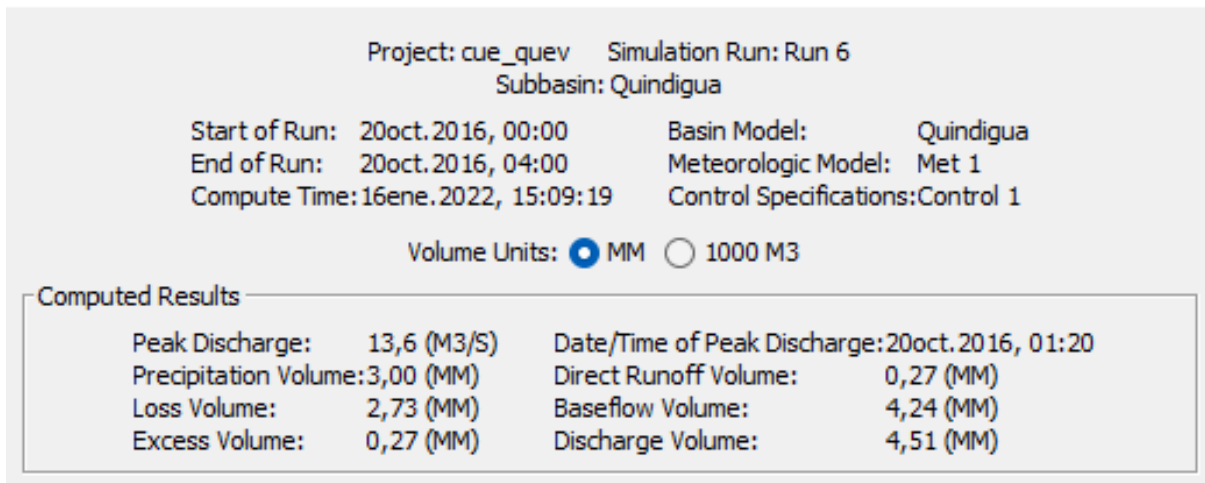 Project: cue_quev Simulation Run: Run 6
Subbasin: Quindigua
Start of Run: 20oct.2016, 00:00 Basin Model: Quindigua
End of Run: 20oct.2016, 04:00 Meteorologic Model: Met 1
Compute Time:16ene.2022, 15:09:19 Control Specifications:Control 1
Volume Units: MM 1000 M3
Computed Results
Peak Discharge: 13,6 (M3/S) Date/Time of Peak Discharge:20oct.2016, 01:20
Precipitation Volume:3,00 (MM) Direct Runoff Volume: 0,27 (MM)
Loss Volume: 2,73 (MM) Baseflow Volume: 4,24 (MM)
Excess Volume: 0,27 (MM) Discharge Volume: 4,51 (MM)